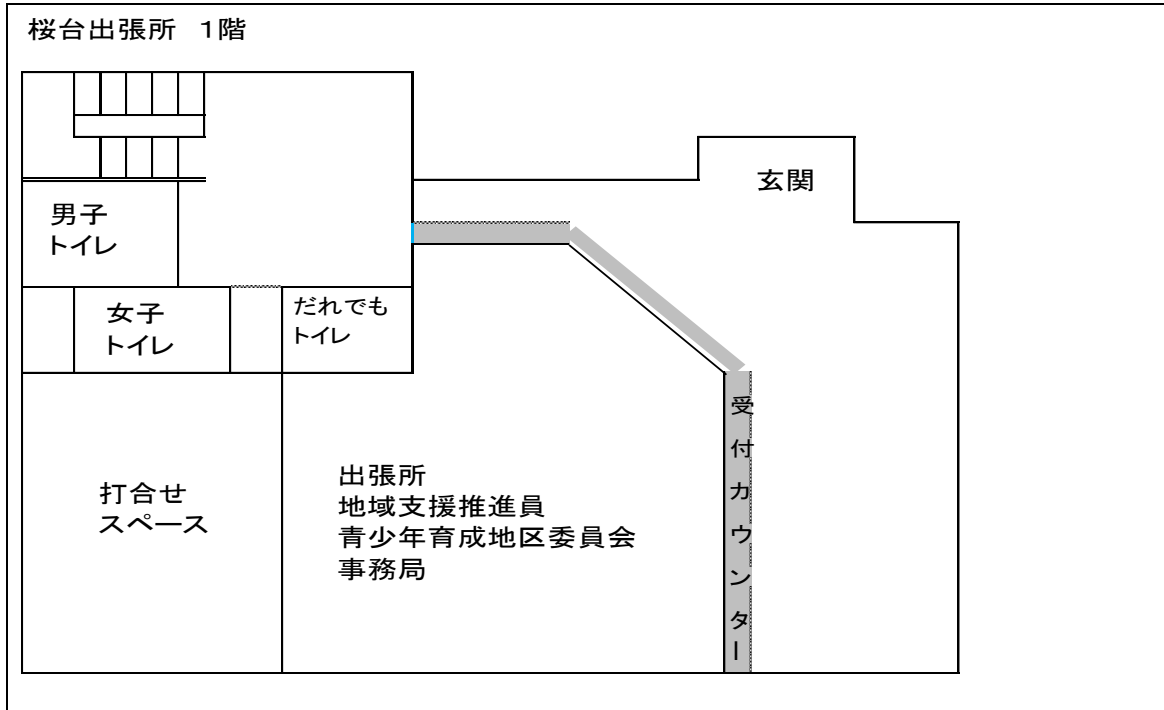 桜台出張所 1階
玄関
男子
トイレ
女子
トイレ
だれでも
トイレ
受付カウンター
打合せ
スペース
出張所
地域支援推進員
青少年育成地区委員会
事務局